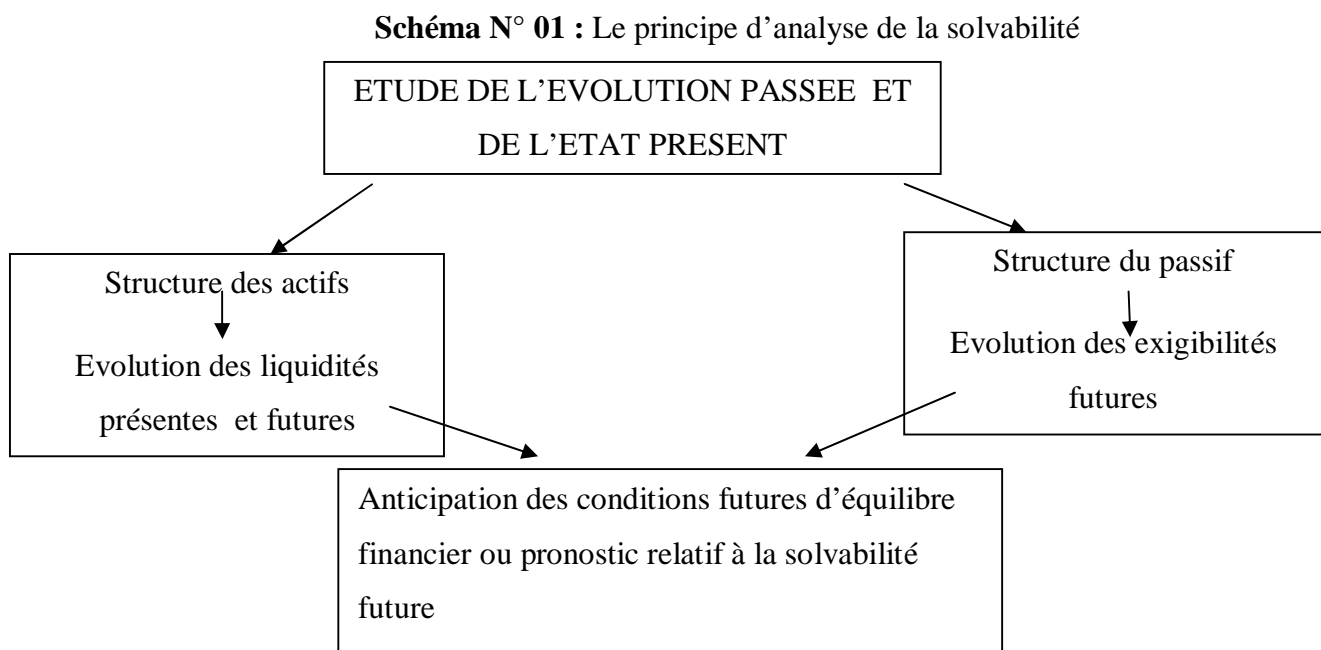 Schéma N° 01 : Le principe d’analyse de la solvabilité
ETUDE DE L’EVOLUTION PASSEE ET
DE L’ETAT PRESENT
Structure des actifs
Evolution des liquidités
présentes et futures
Structure du passif
Evolution des exigibilités
futures
Anticipation des conditions futures d’équilibre
financier ou pronostic relatif à la solvabilité
future